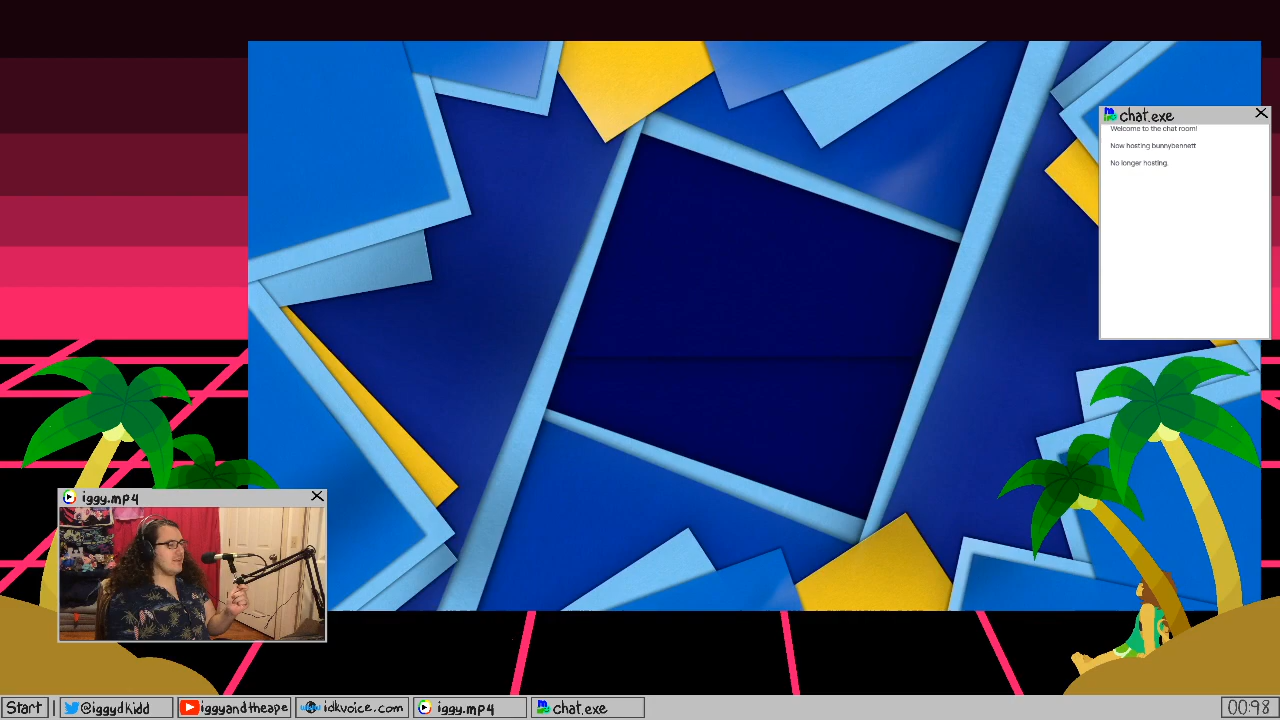 chat.exe
Welcome to the chat room!
Now hosting bunnybennett
No longer hosting.
iggy.mp4
Start | @iggydkidd iggyandtheape www idkvoice.com iggy.mp4 chat.exe 00:98